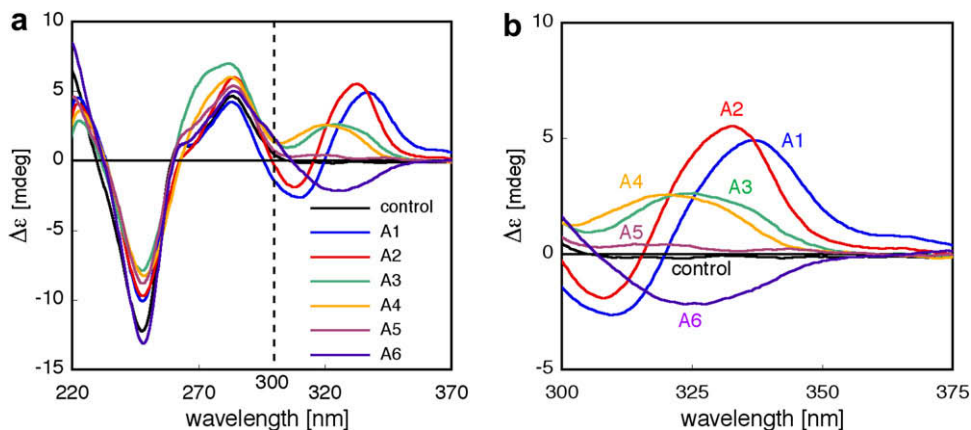 a
10
5
0
-5
-10
-15
Δε [mdeg]
220
270
300
320
370
wavelength [nm]
control
A1
A2
A3
A4
A5
A6
b
10
5
0
-5
Δε [mdeg]
300
325
350
375
wavelength [nm]
A2
A1
A4
A3
A5
control
A6